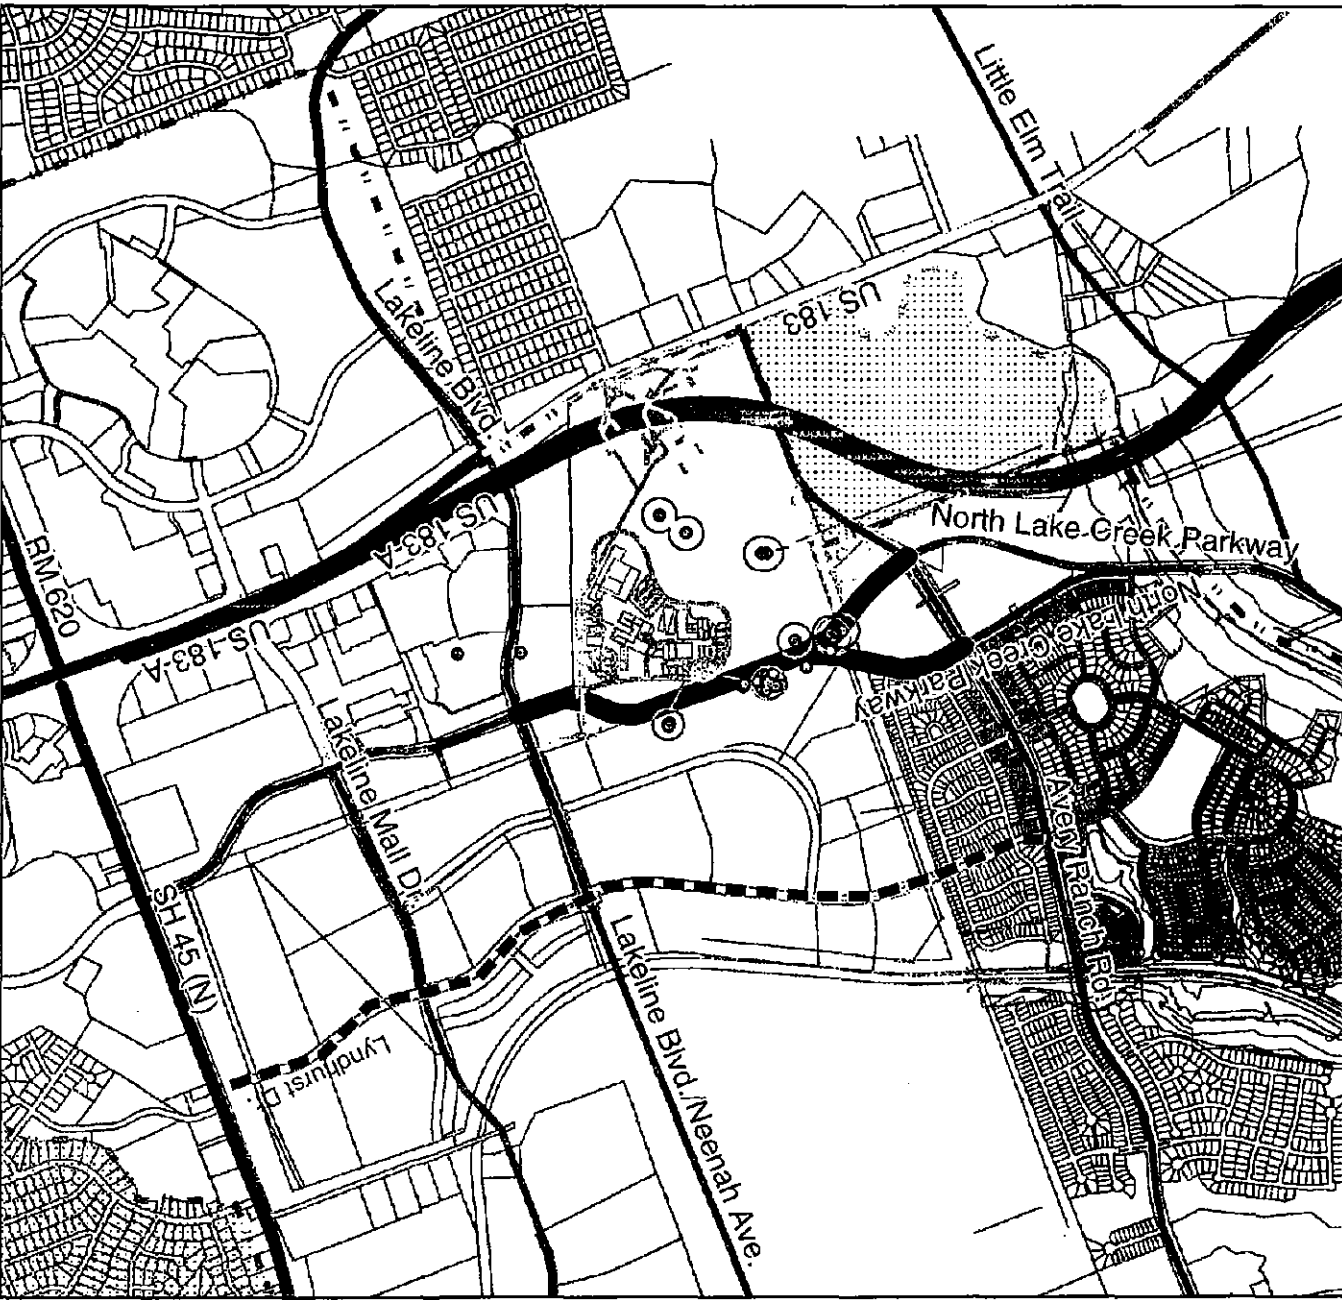 Little Elm Trail
US 183
Lakeline Blvd.
North Lake Creek Parkway
US 183-A
RM 620
US-183-A
North Lake Creek Parkway
Lakeline Mall Dr.
Avery Ranch Rd.
SH 45 (N)
Lakeline Blvd./Neenah Ave.
Lyndhurst Dr.